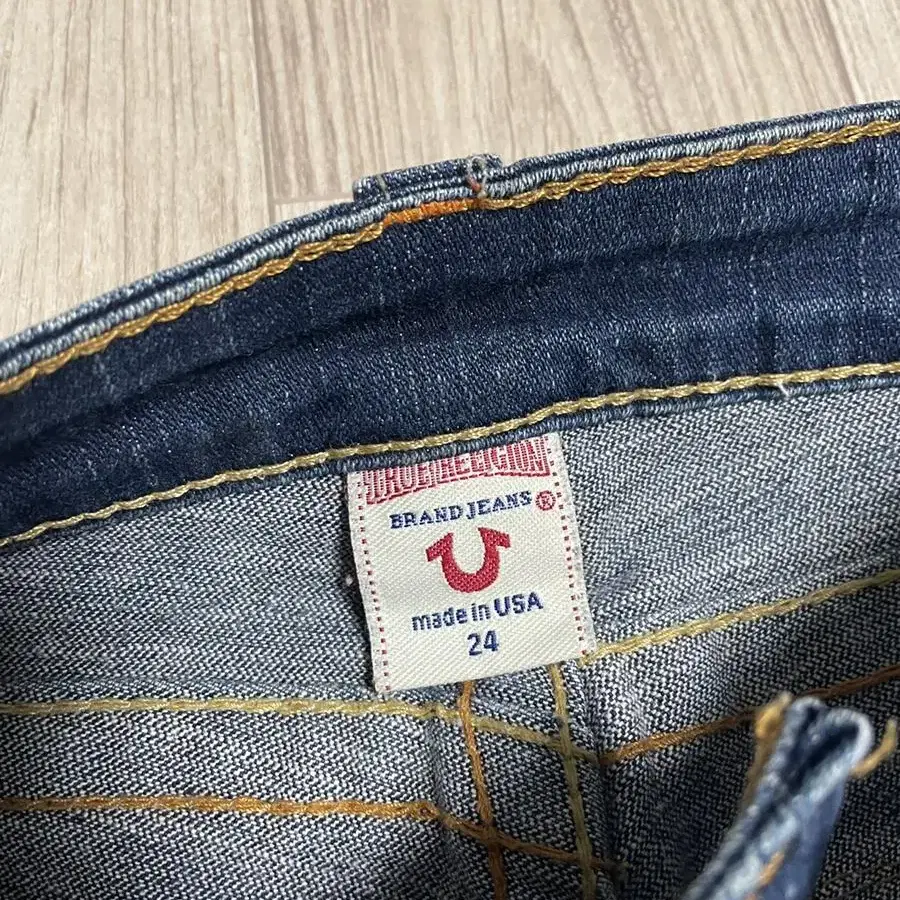 TRUE RELIGION
BRAND JEANS ®
made in USA
24